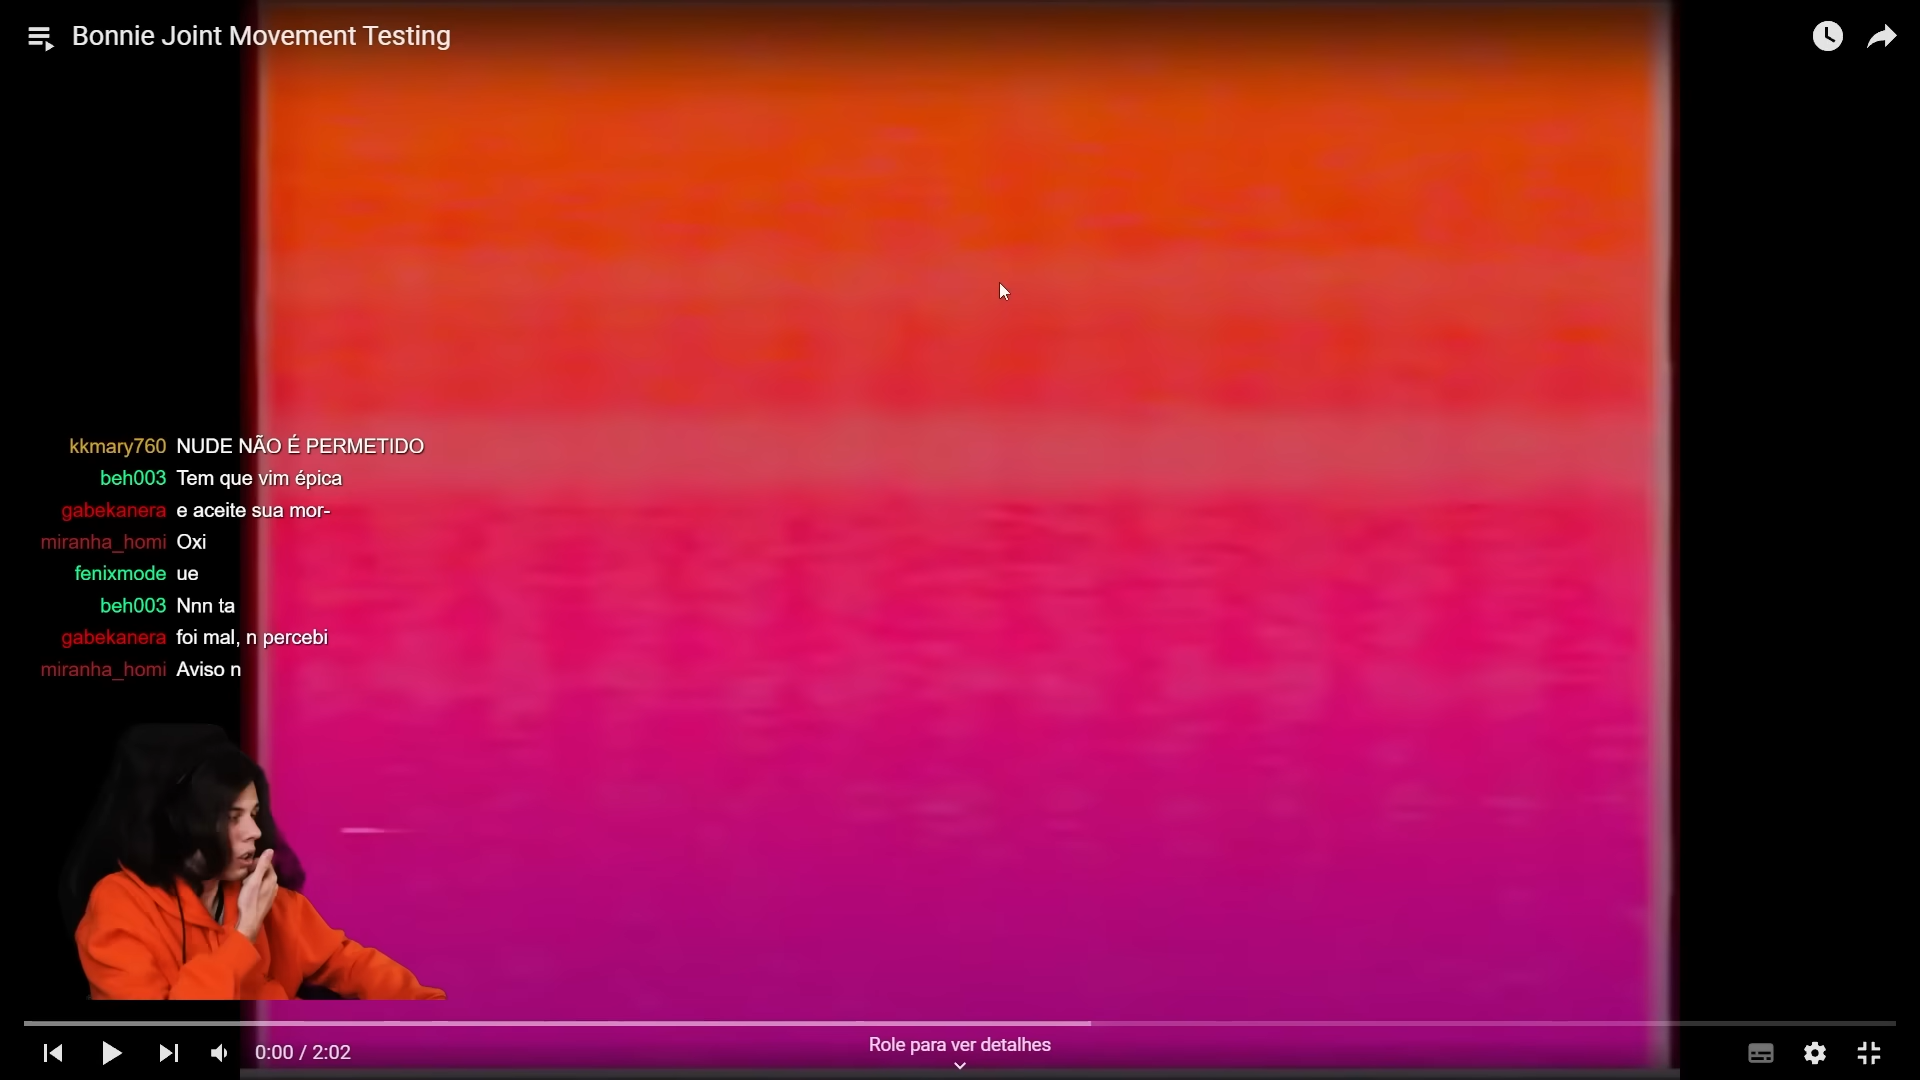 Bonnie Joint Movement Testing
kkmary760 NUDE NÃO É PERMETIDO
beh003 Tem que vim épica
gabekanera e aceite sua mor-
miranha_homi Oxi
fenixmode ue
beh003 Nnn ta
gabekanera foi mal, n percebi
miranha_homi Aviso n
0:00 / 2:02
Role para ver detalhes